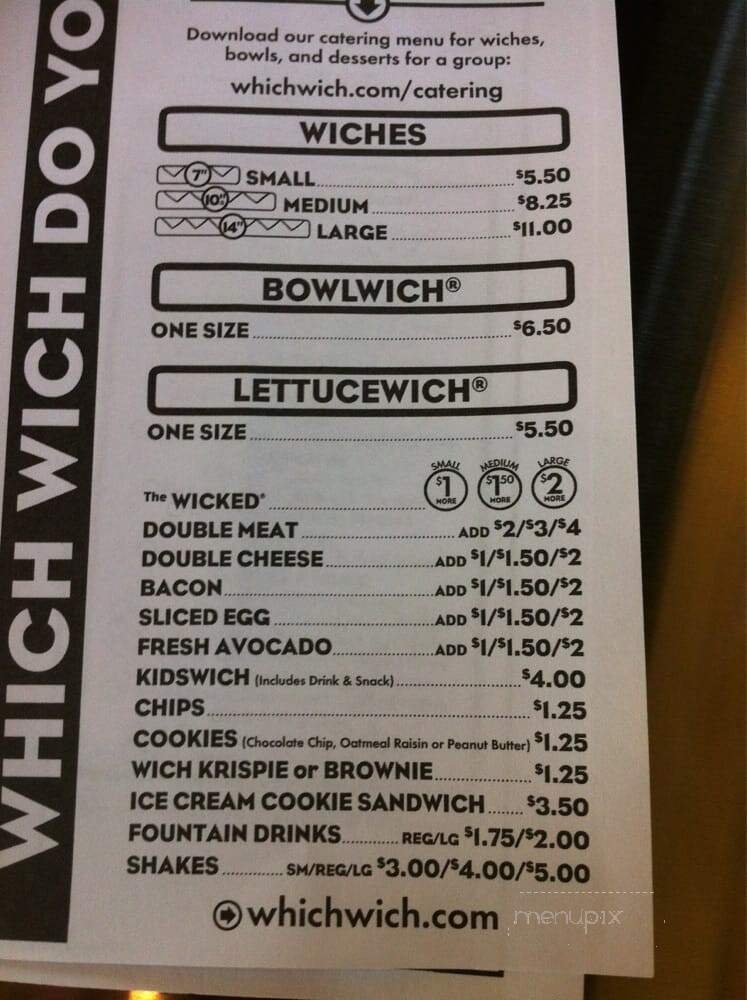 WHICH WICH DO YO
Download our catering menu for wiches,
bowls, and desserts for a group:
whichwich.com/catering
WICHES
7" SMALL $5.50
10" MEDIUM $8.25
14" LARGE $11.00
BOWLWICH®
ONE SIZE $6.50
LETTUCEWICH®
ONE SIZE $5.50
SMALL MEDIUM LARGE
The WICKED® $1 MORE $1.50 MORE $2 MORE
DOUBLE MEAT ADD $2/$3/$4
DOUBLE CHEESE ADD $1/$1.50/$2
BACON ADD $1/$1.50/$2
SLICED EGG ADD $1/$1.50/$2
FRESH AVOCADO ADD $1/$1.50/$2
KIDSWICH (Includes Drink & Snack) $4.00
CHIPS $1.25
COOKIES (Chocolate Chip, Oatmeal Raisin or Peanut Butter) $1.25
WICH KRISPIE or BROWNIE $1.25
ICE CREAM COOKIE SANDWICH $3.50
FOUNTAIN DRINKS REG/LG $1.75/$2.00
SHAKES SM/REG/LG $3.00/$4.00/$5.00
whichwich.com
menupix